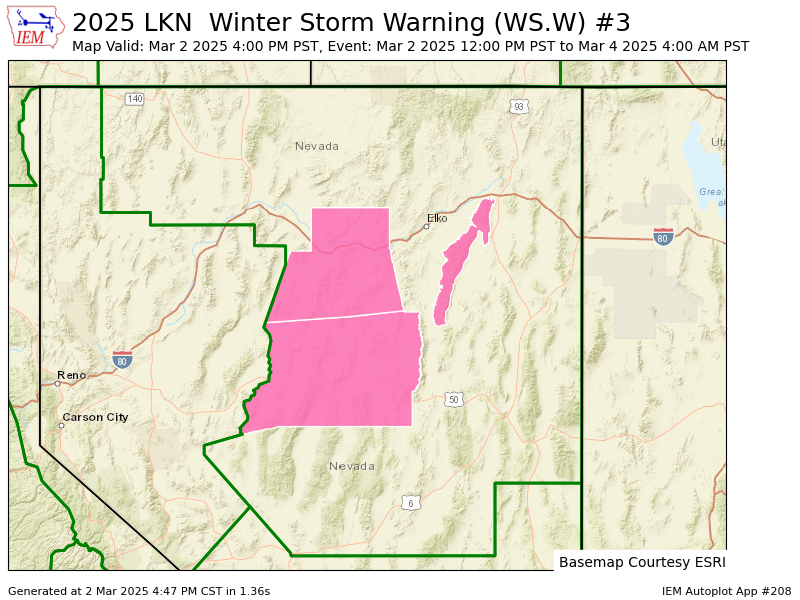 2025 LKN  Winter Storm Warning (WS.W) #3
IEM
Map Valid: Mar 2 2025 4:00 PM PST, Event: Mar 2 2025 12:00 PM PST to Mar 4 2025 4:00 AM PST
140
93
Nevada
Uta
Great
ak
Elko
80
80
Reno
50
Carson City
Nevada
6
Basemap Courtesy ESRI
Generated at 2 Mar 2025 4:47 PM CST in 1.36s
IEM Autoplot App #208